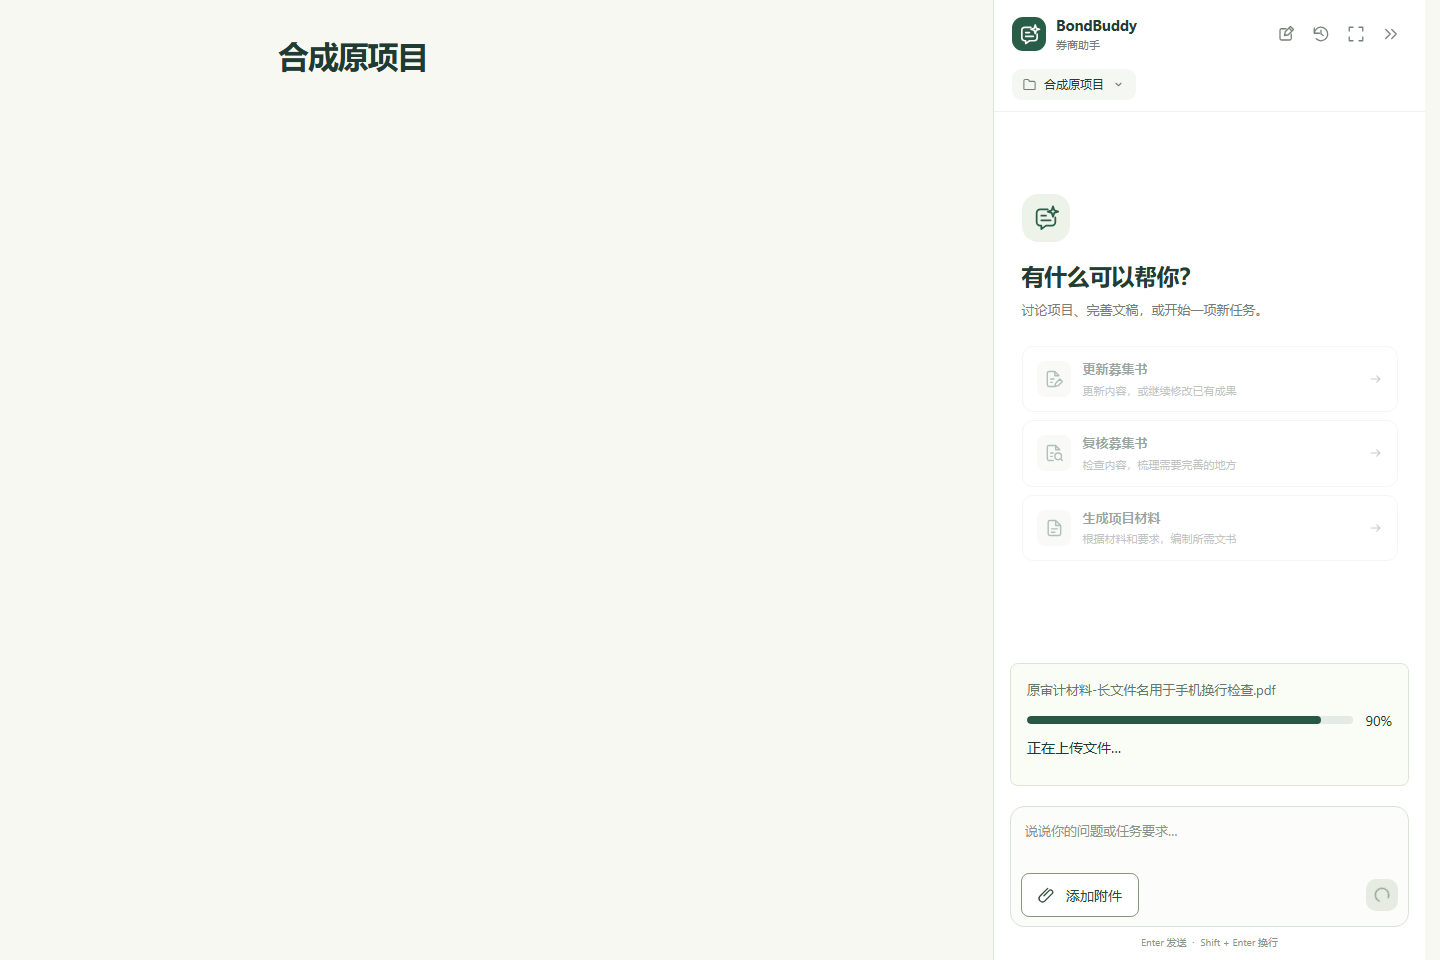 合成原项目
BondBuddy
券商助手
合成原项目
有什么可以帮你?
讨论项目、完善文稿，或开始一项新任务。
更新募集书
更新内容，或继续修改已有成果
复核募集书
检查内容，梳理需要完善的地方
生成项目材料
根据材料和要求，编制所需文书
原审计材料-长文件名用于手机换行检查.pdf
90%
正在上传文件...
说说你的问题或任务要求...
添加附件
Enter 发送 · Shift + Enter 换行